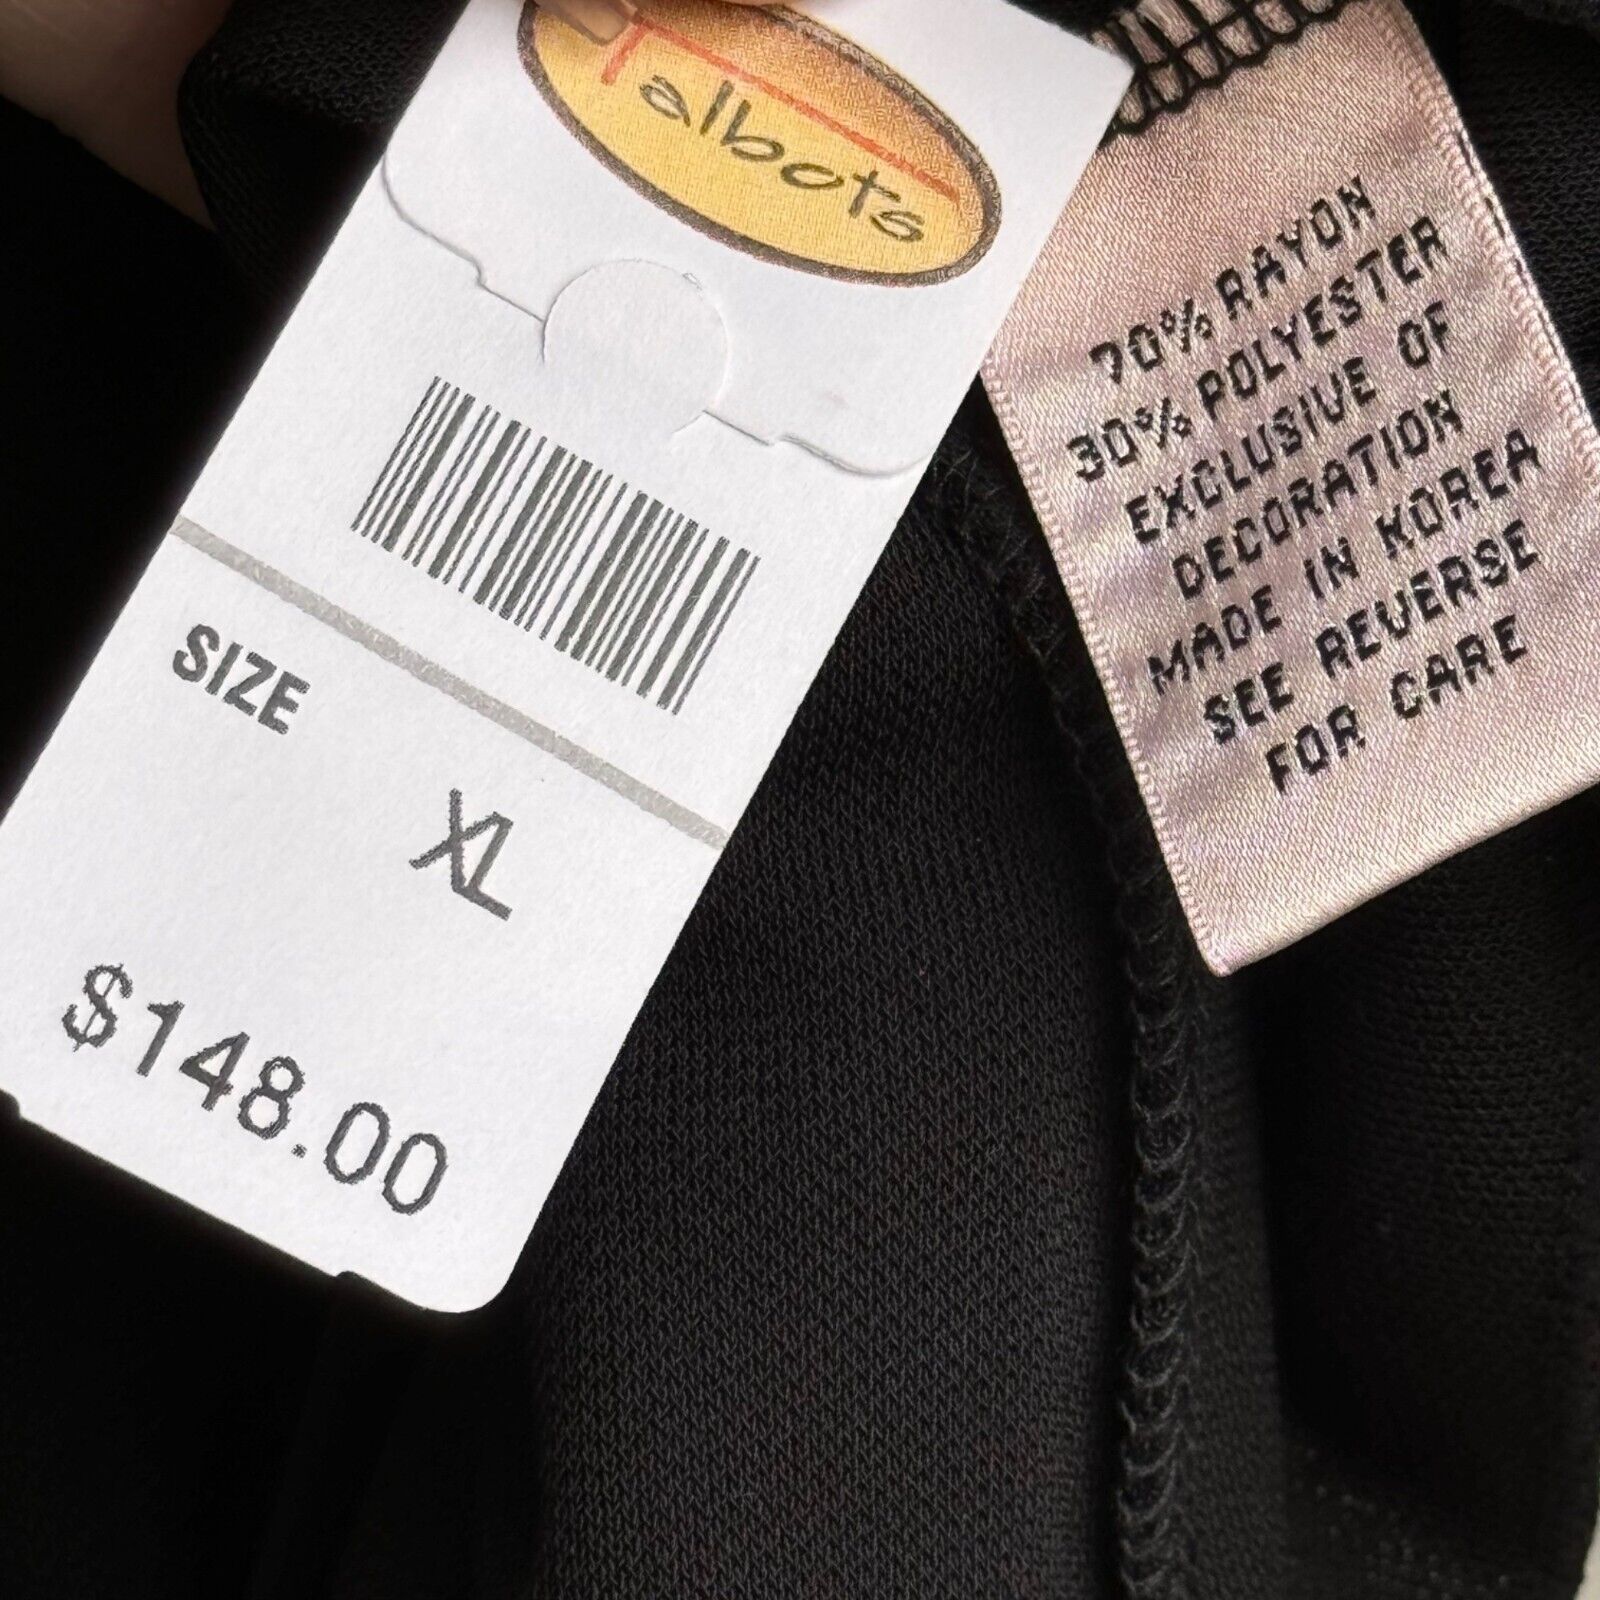 Talbots
SIZE
XL
$148.00
70% RAYON
30% POLYESTER
EXCLUSIVE OF
DECORATION
MADE IN KOREA
SEE REVERSE
FOR CARE